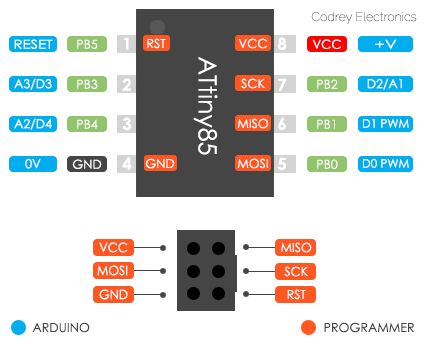 Codrey Electronics
RESET PB5 1 RST VCC 8 VCC +V
A3/D3 PB3 2 SCK 7 PB2 D2/A1
A2/D4 PB4 3 MISO 6 PB1 D1 PWM
0V GND 4 GND MOSI 5 PB0 D0 PWM
ATtiny85
VCC MISO
MOSI SCK
GND RST
ARDUINO PROGRAMMER